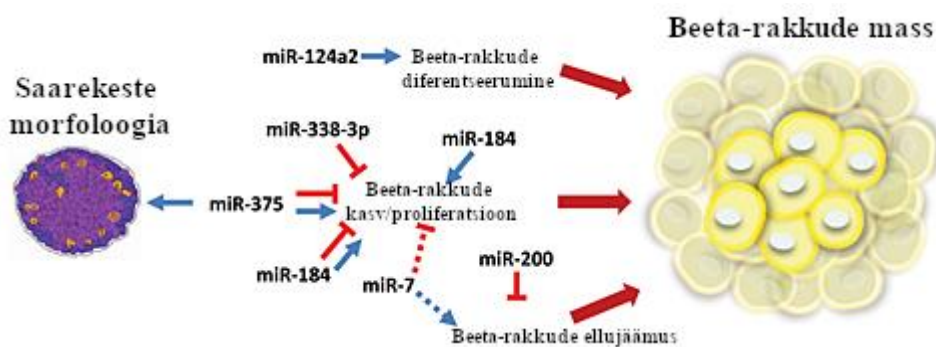 Beeta-rakkude mass
miR-124a2
Beeta-rakkude
diferentseerumine
Saarekeste
morfoloogia
miR-338-3p
miR-184
miR-375
Beeta-rakkude
kasv/proliferatsioon
miR-184
miR-7
miR-200
Beeta-rakkude ellujäämus